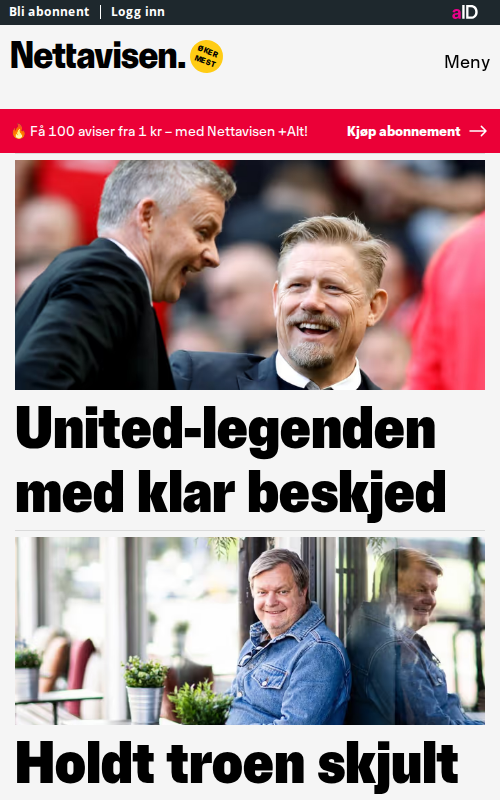 Bli abonnent
Logg inn
aID
Nettavisen.
ØKER
MEST
Meny
🔥 Få 100 aviser fra 1 kr – med Nettavisen +Alt!
Kjøp abonnement →
United-legenden
med klar beskjed
Holdt troen skjult